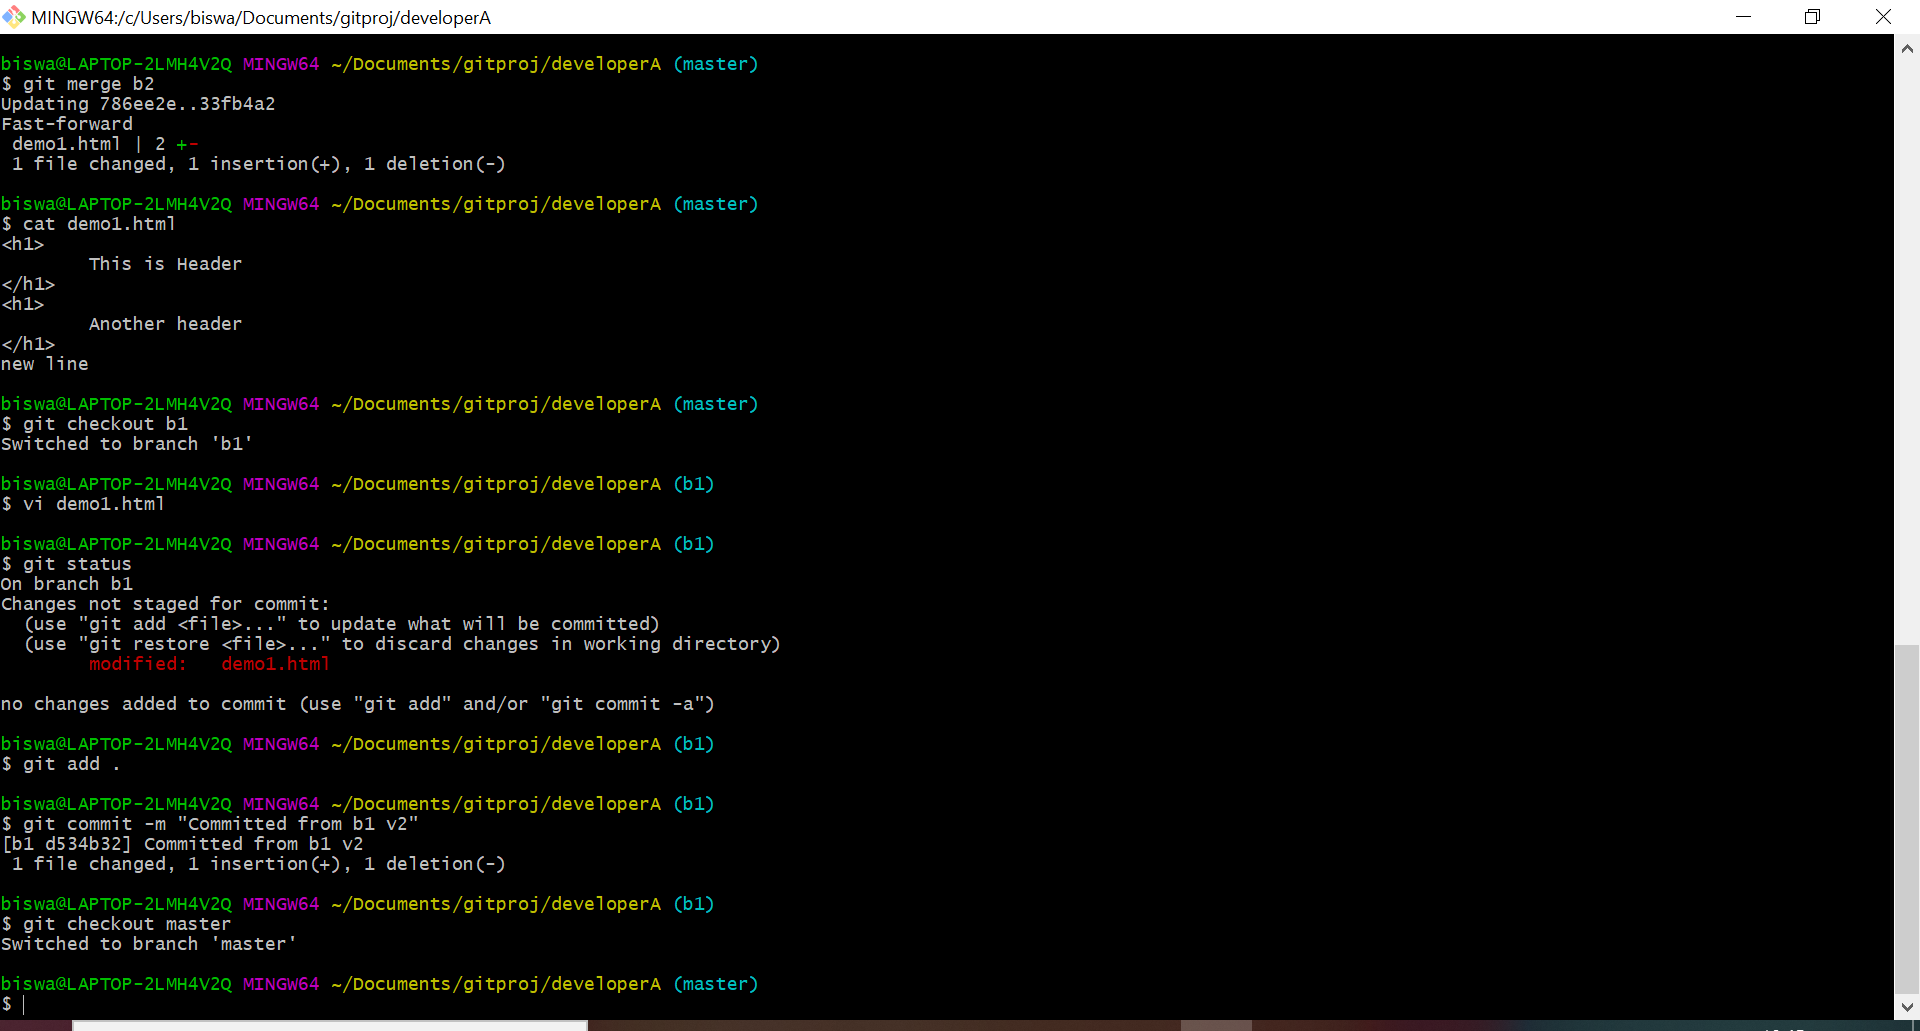 MINGW64:/c/Users/biswa/Documents/gitproj/developerA
biswa@LAPTOP-2LMH4V2Q MINGW64 ~/Documents/gitproj/developerA (master)
$ git merge b2
Updating 786ee2e..33fb4a2
Fast-forward
 demo1.html | 2 +-
 1 file changed, 1 insertion(+), 1 deletion(-)
biswa@LAPTOP-2LMH4V2Q MINGW64 ~/Documents/gitproj/developerA (master)
$ cat demo1.html
<h1>
        This is Header
</h1>
<h1>
        Another header
</h1>
new line
biswa@LAPTOP-2LMH4V2Q MINGW64 ~/Documents/gitproj/developerA (master)
$ git checkout b1
Switched to branch 'b1'
biswa@LAPTOP-2LMH4V2Q MINGW64 ~/Documents/gitproj/developerA (b1)
$ vi demo1.html
biswa@LAPTOP-2LMH4V2Q MINGW64 ~/Documents/gitproj/developerA (b1)
$ git status
On branch b1
Changes not staged for commit:
  (use "git add <file>..." to update what will be committed)
  (use "git restore <file>..." to discard changes in working directory)
        modified:   demo1.html
no changes added to commit (use "git add" and/or "git commit -a")
biswa@LAPTOP-2LMH4V2Q MINGW64 ~/Documents/gitproj/developerA (b1)
$ git add .
biswa@LAPTOP-2LMH4V2Q MINGW64 ~/Documents/gitproj/developerA (b1)
$ git commit -m "Committed from b1 v2"
[b1 d534b32] Committed from b1 v2
 1 file changed, 1 insertion(+), 1 deletion(-)
biswa@LAPTOP-2LMH4V2Q MINGW64 ~/Documents/gitproj/developerA (b1)
$ git checkout master
Switched to branch 'master'
biswa@LAPTOP-2LMH4V2Q MINGW64 ~/Documents/gitproj/developerA (master)
$